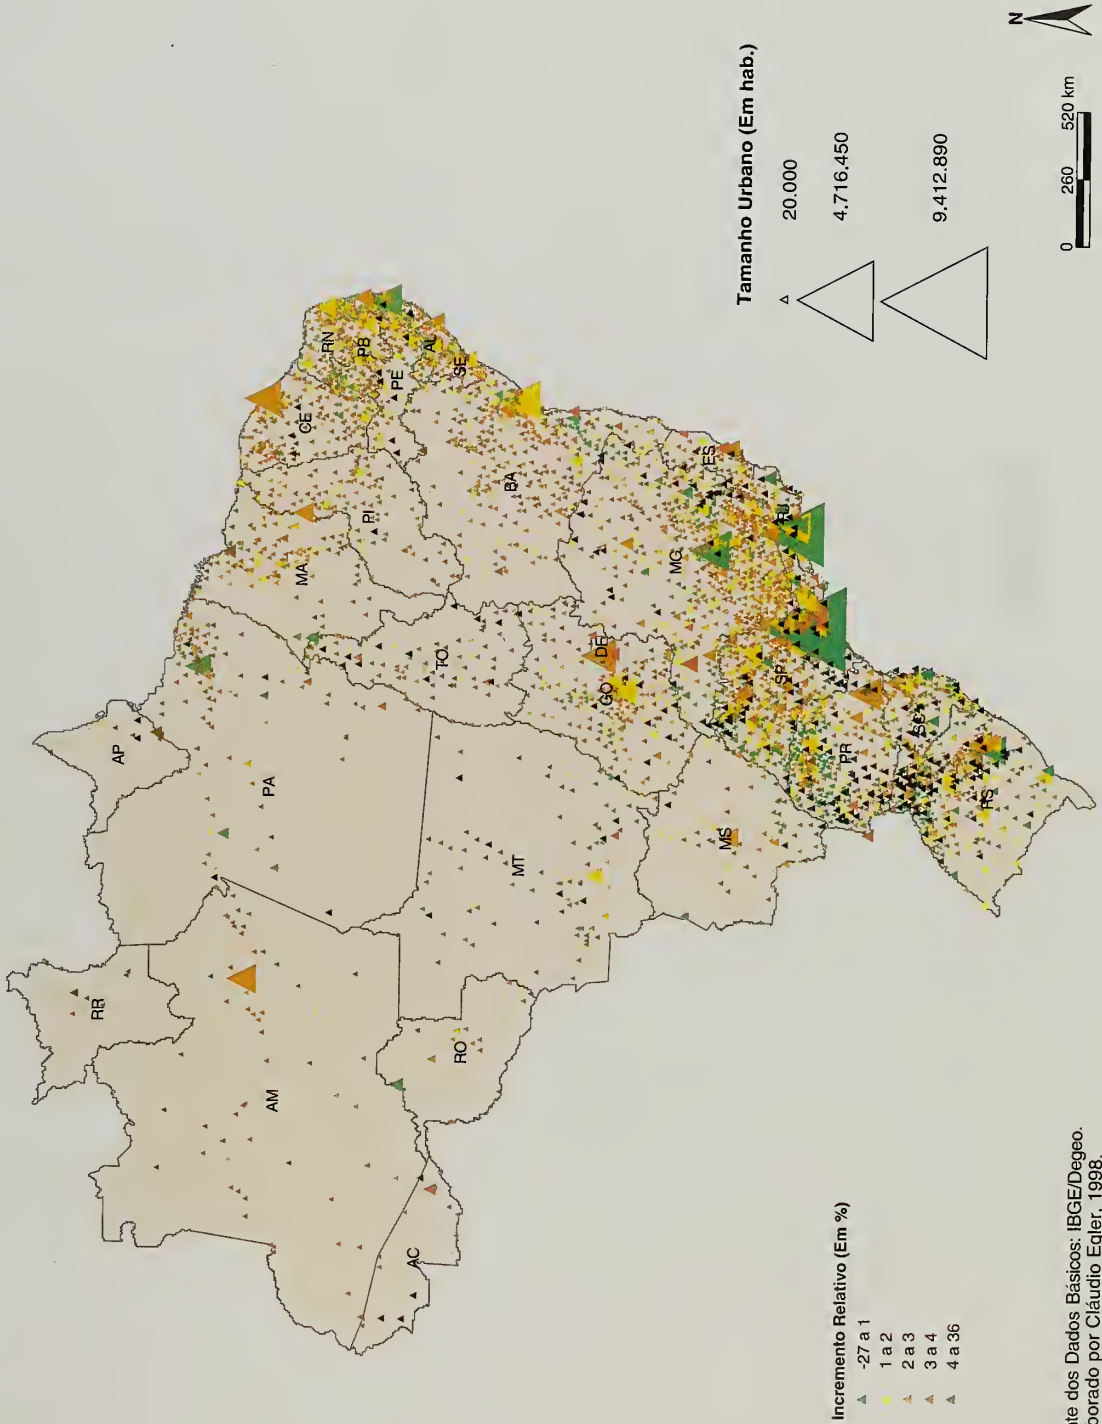 RR
AP
AM
PA
MA
CE
RN
PB
PI
PE
AC
AL
TO
SE
RO
BA
MT
GO
DF
MG
ES
MS
SP
RJ
PR
SC
RS
Tamanho Urbano (Em hab.)
20.000
4.716.450
9.412.890
Incremento Relativo (Em %)
-27 a 1
1 a 2
2 a 3
3 a 4
4 a 36
N
0 260 520 km
nte dos Dados Básicos: IBGE/Degeo.
borado por Cláudio Egler, 1998.